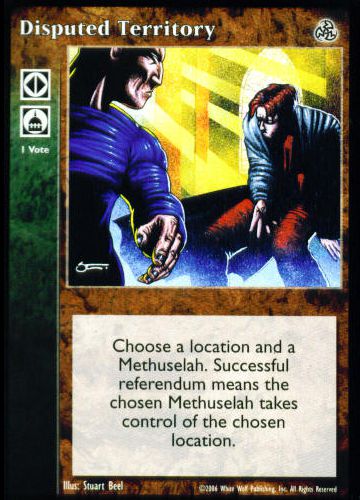 Disputed Territory
1 Vote
Choose a location and a
Methuselah. Successful
referendum means the
chosen Methuselah takes
control of the chosen
location.
Illus: Stuart Beel
©2006 White Wolf Publishing, Inc. All Rights Reserved